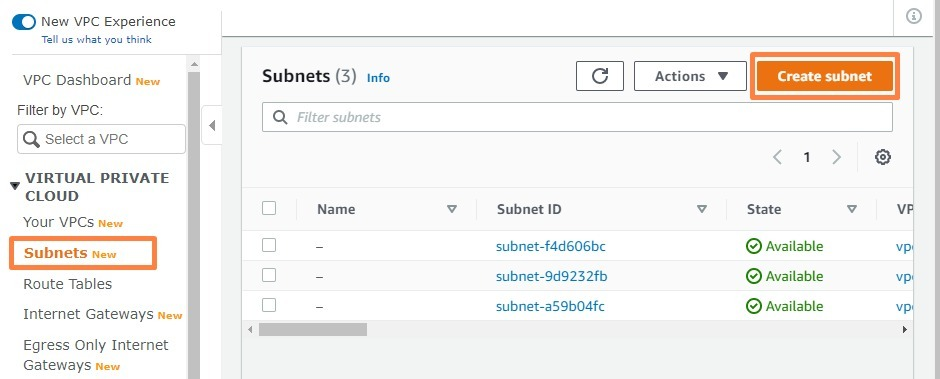 New VPC Experience
Tell us what you think
VPC Dashboard New
Filter by VPC:
Select a VPC
VIRTUAL PRIVATE
CLOUD
Your VPCs New
Subnets New
Route Tables
Internet Gateways New
Egress Only Internet
Gateways New
Subnets (3) Info
Actions
Create subnet
Filter subnets
1
Name Subnet ID State VP
– subnet-f4d606bc Available vp
– subnet-9d9232fb Available vp
– subnet-a59b04fc Available vp